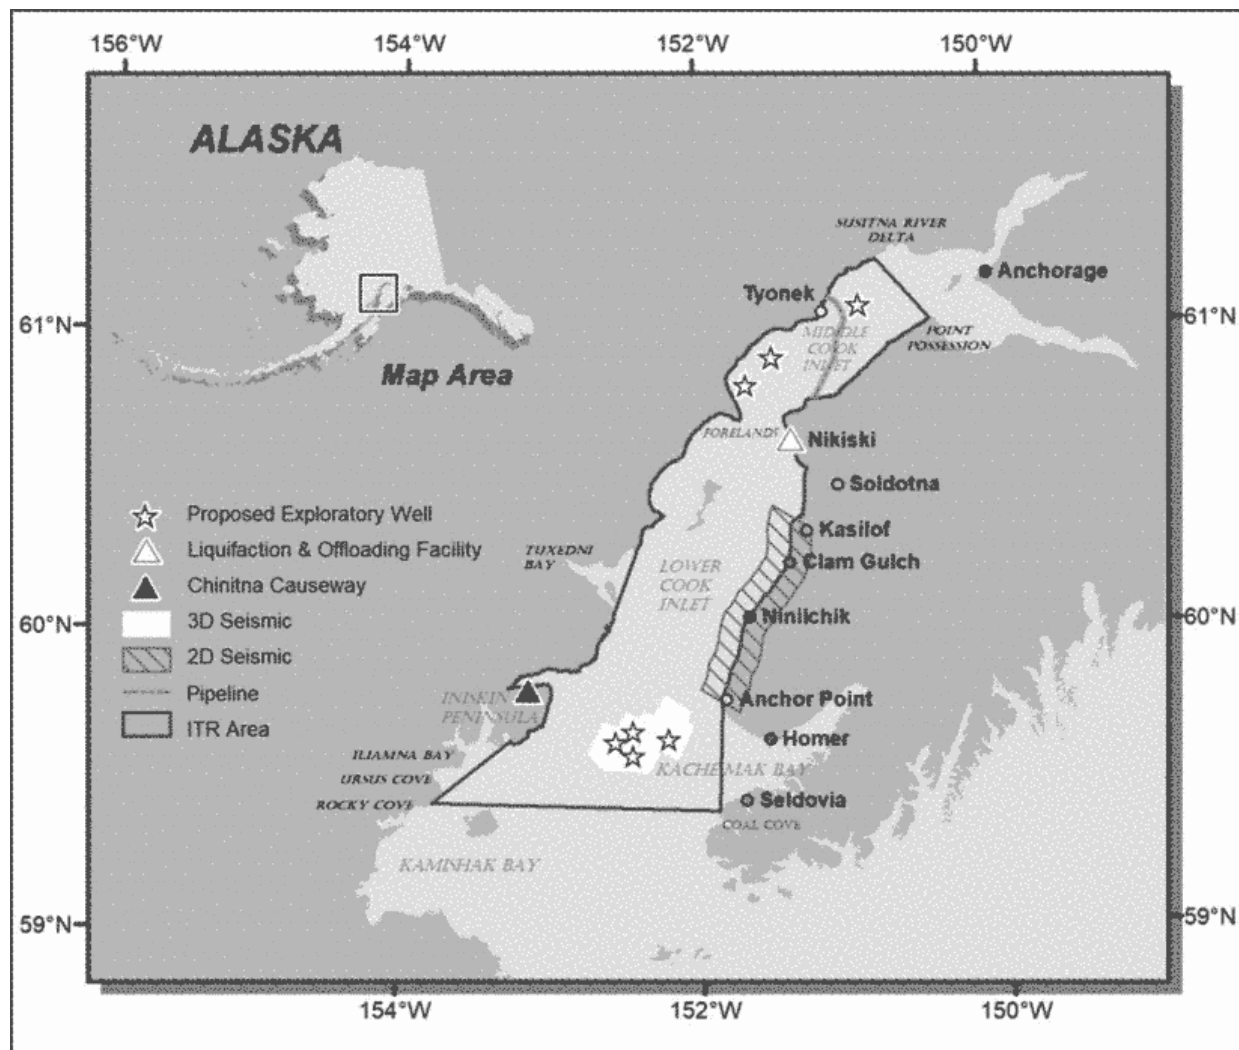 156°W 154°W 152°W 150°W
ALASKA
SUSITNA RIVER
DELTA
Anchorage
Tyonek
61°N
61°N
MIDDLE
COOK
INLET
POINT
POSSESSION
Map Area
FORELANDS
Nikiski
Soldotna
Proposed Exploratory Well
Kasilof
Liquifaction & Offloading Facility
TUXEDNI
BAY
Clam Gulch
LOWER
COOK
INLET
Chinitna Causeway
60°N
3D Seismic
Ninilchik
60°N
2D Seismic
Pipeline
INISKIN
PENINSULA
Anchor Point
ITR Area
Homer
ILIAMNA BAY
KACHEMAK BAY
URSUS COVE
ROCKY COVE
Seldovia
COAL COVE
KAMISHAK BAY
59°N
59°N
154°W 152°W 150°W